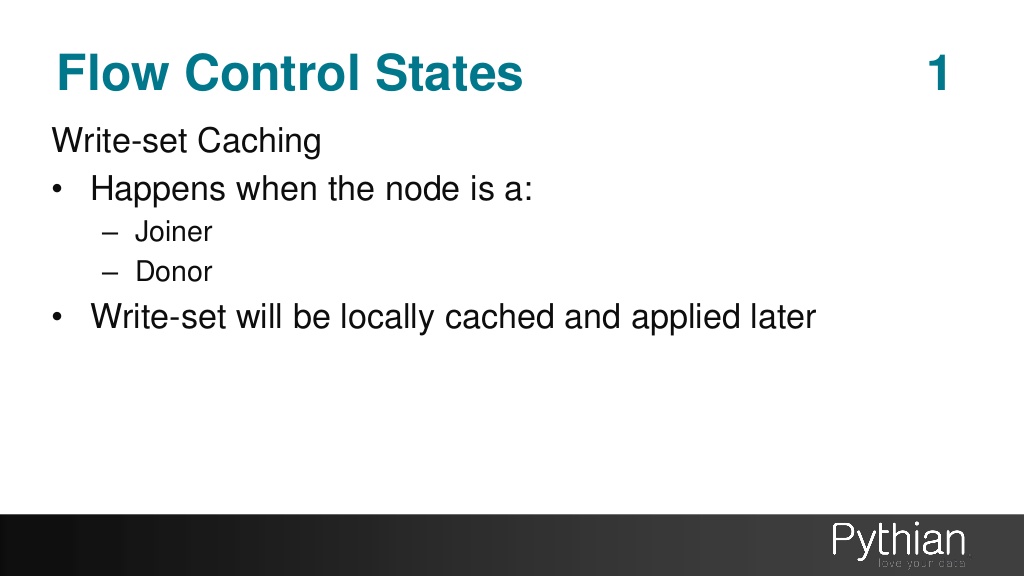 Flow Control States 1
Write-set Caching
• Happens when the node is a:
– Joiner
– Donor
• Write-set will be locally cached and applied later
Pythian
love your data